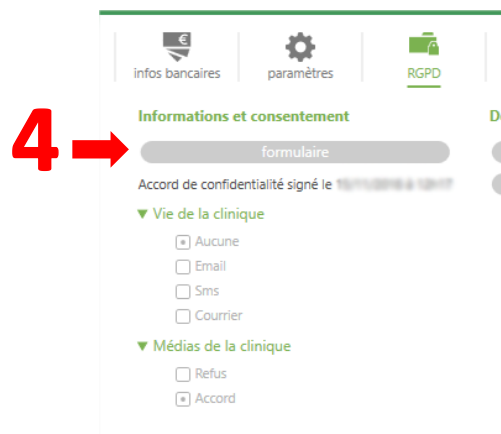 infos bancaires
paramètres
RGPD
Informations et consentement
4
formulaire
Accord de confidentialité signé le
Vie de la clinique
Aucune
Email
Sms
Courrier
Médias de la clinique
Refus
Accord